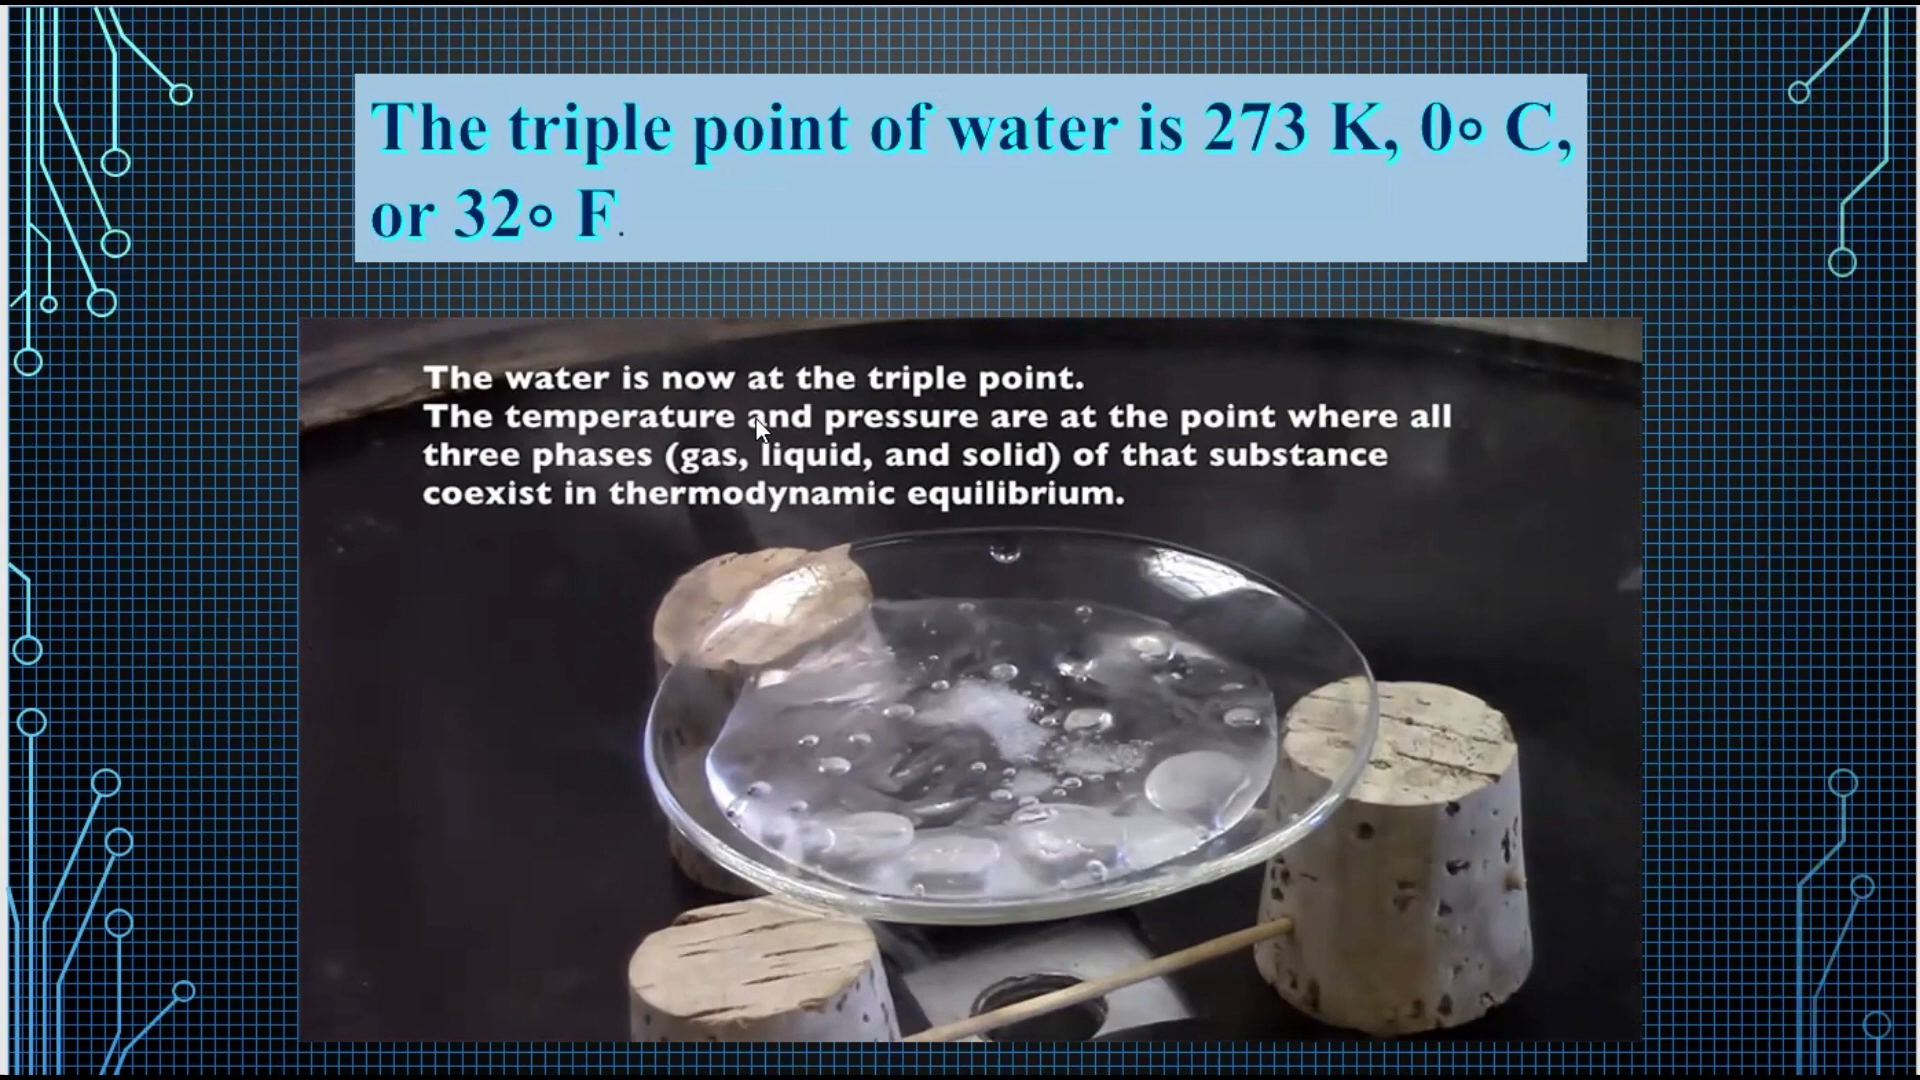 The triple point of water is 273 K, 0∘ C,
or 32∘ F.
The water is now at the triple point.
The temperature and pressure are at the point where all
three phases (gas, liquid, and solid) of that substance
coexist in thermodynamic equilibrium.